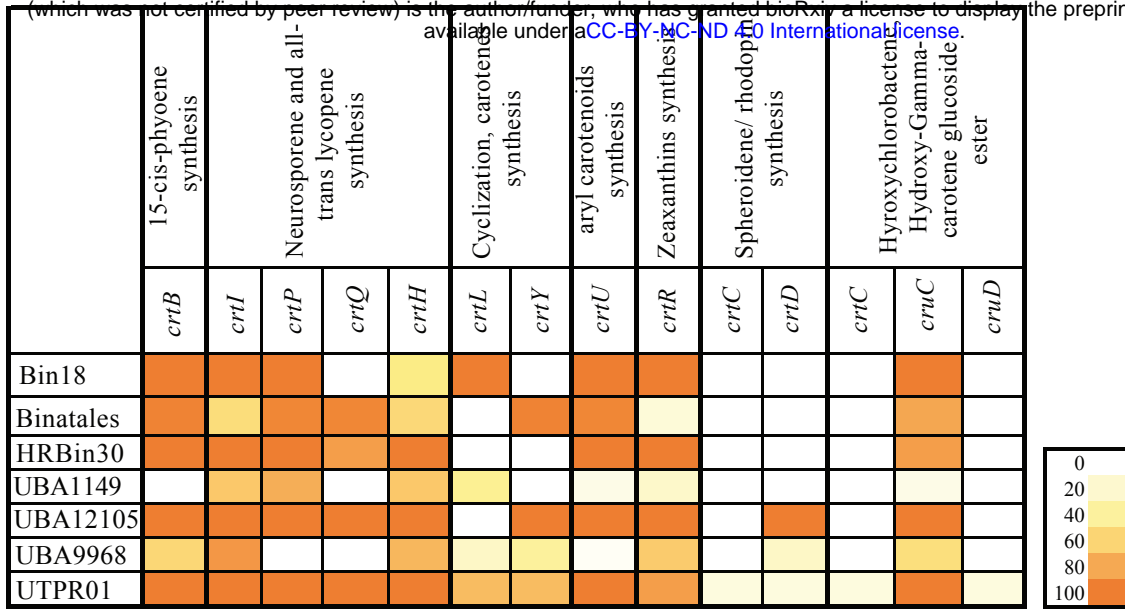 (which was not certified by peer review) is the author/funder, who has granted bioRxiv a license to display the preprin
available under aCC-BY-NC-ND 4.0 International license.
15-cis-phyoene
synthesis
Neurosporene and all-
trans lycopene
synthesis
Cyclization, carotenes
synthesis
aryl carotenoids
synthesis
Zeaxanthins synthesis
Spheroidene/ rhodopin
synthesis
Hyroxychlorobactene
Hydroxy-Gamma-
carotene glucoside
ester
crtB crtI crtP crtQ crtH crtL crtY crtU crtR crtC crtD crtC cruC cruD
Bin18
Binatales
HRBin30
UBA1149
UBA12105
UBA9968
UTPR01
0
20
40
60
80
100